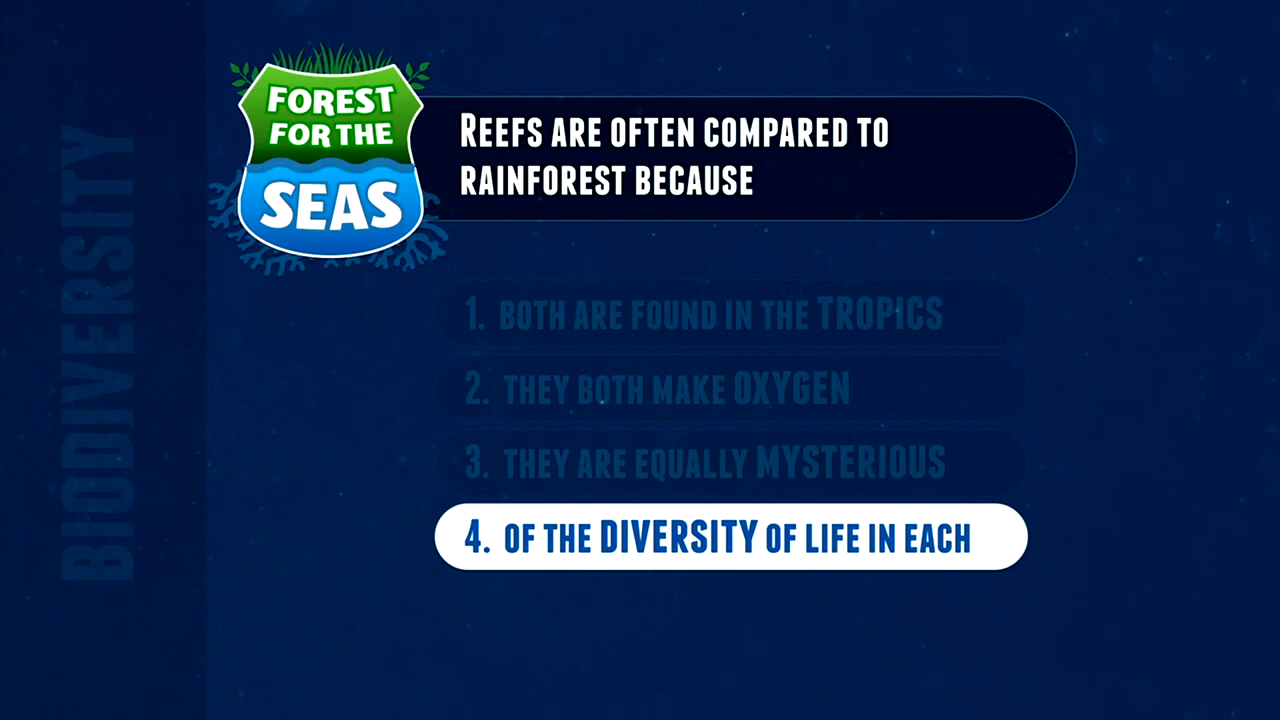 BIODIVERSITY
FOREST
FOR THE
SEAS
REEFS ARE OFTEN COMPARED TO
RAINFOREST BECAUSE
1. BOTH ARE FOUND IN THE TROPICS
2. THEY BOTH MAKE OXYGEN
3. THEY ARE EQUALLY MYSTERIOUS
4. OF THE DIVERSITY OF LIFE IN EACH